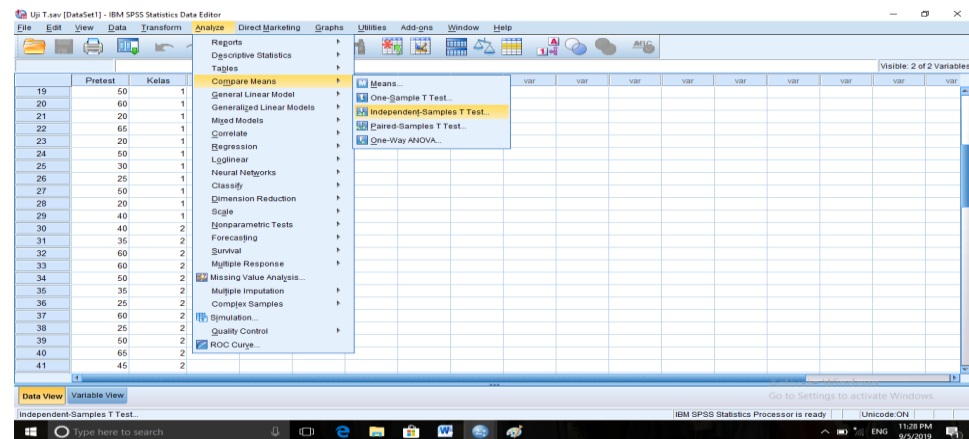 Uji T.sav [DataSet1] - IBM SPSS Statistics Data Editor
File Edit View Data Transform Analyze Direct Marketing Graphs Utilities Add-ons Window Help
Visible: 2 of 2 Variables
Pretest Kelas var var var var var var var var
19 50 1
20 60 1
21 20 1
22 65 1
23 20 1
24 50 1
25 30 1
26 25 1
27 50 1
28 20 1
29 40 1
30 40 2
31 35 2
32 60 2
33 60 2
34 50 2
35 35 2
36 25 2
37 60 2
38 25 2
39 50 2
40 65 2
41 45 2
Reports
Descriptive Statistics
Tables
Compare Means
General Linear Model
Generalized Linear Models
Mixed Models
Correlate
Regression
Loglinear
Neural Networks
Classify
Dimension Reduction
Scale
Nonparametric Tests
Forecasting
Survival
Multiple Response
Missing Value Analysis...
Multiple Imputation
Complex Samples
Simulation...
Quality Control
ROC Curve...
Means...
One-Sample T Test...
Independent-Samples T Test...
Paired-Samples T Test...
One-Way ANOVA...
Data View Variable View
Go to Settings to activate Windows.
Independent-Samples T Test... IBM SPSS Statistics Processor is ready Unicode:ON
Type here to search
ENG 11:28 PM
9/5/2019